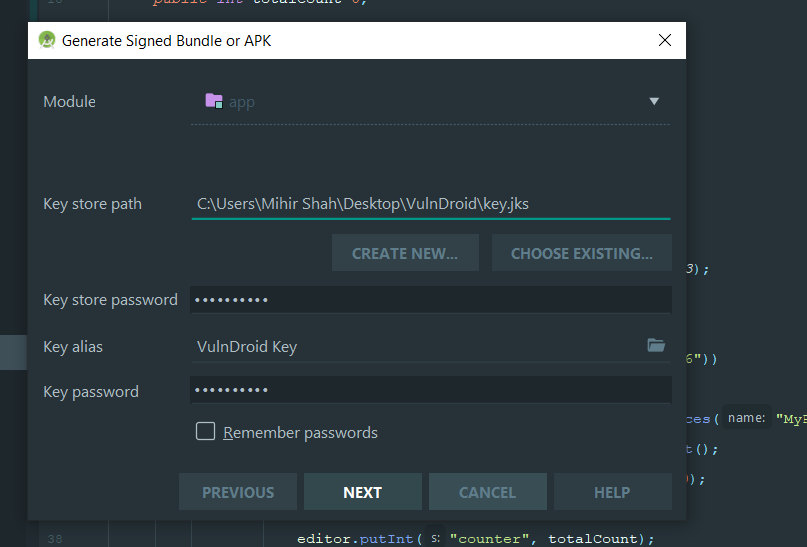 public int totalCount 0;
Generate Signed Bundle or APK
Module
app
Key store path
C:\Users\Mihir Shah\Desktop\VulnDroid\key.jks
CREATE NEW...
CHOOSE EXISTING...
3);
Key store password
••••••••••
Key alias
VulnDroid Key
6"))
Key password
••••••••••
ces( name: "MyP
Remember passwords
t();
);
PREVIOUS
NEXT
CANCEL
HELP
38 editor.putInt( s: "counter", totalCount);